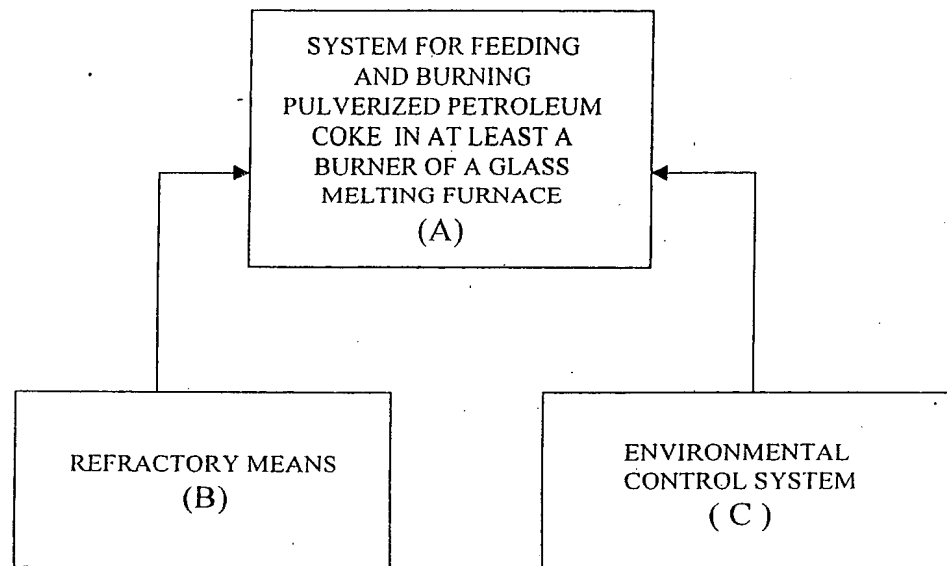 SYSTEM FOR FEEDING
AND BURNING
PULVERIZED PETROLEUM
COKE IN AT LEAST A
BURNER OF A GLASS
MELTING FURNACE
(A)
REFRACTORY MEANS
(B)
ENVIRONMENTAL
CONTROL SYSTEM
( C )